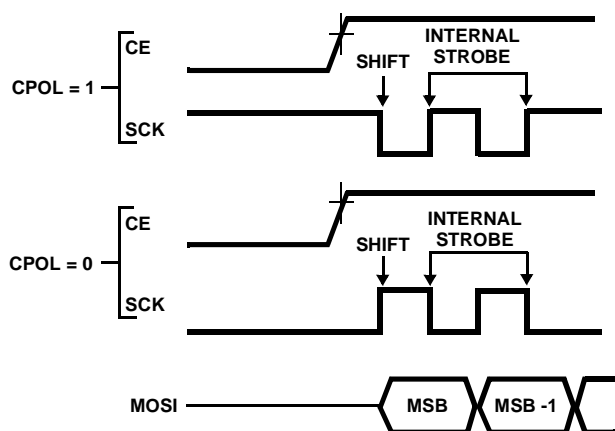 CE
INTERNAL
STROBE
SHIFT
CPOL = 1
SCK
CE
INTERNAL
STROBE
SHIFT
CPOL = 0
SCK
MOSI
MSB
MSB -1